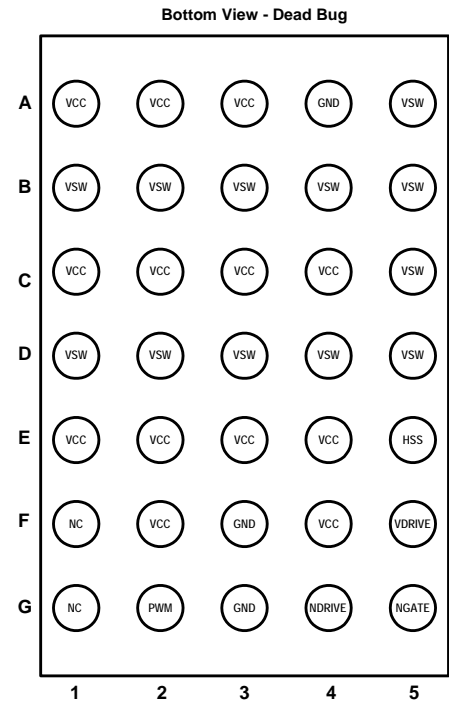 Bottom View - Dead Bug
A VCC VCC VCC GND VSW
B VSW VSW VSW VSW VSW
C VCC VCC VCC VCC VSW
D VSW VSW VSW VSW VSW
E VCC VCC VCC VCC HSS
F NC VCC GND VCC VDRIVE
G NC PWM GND NDRIVE NGATE
1 2 3 4 5